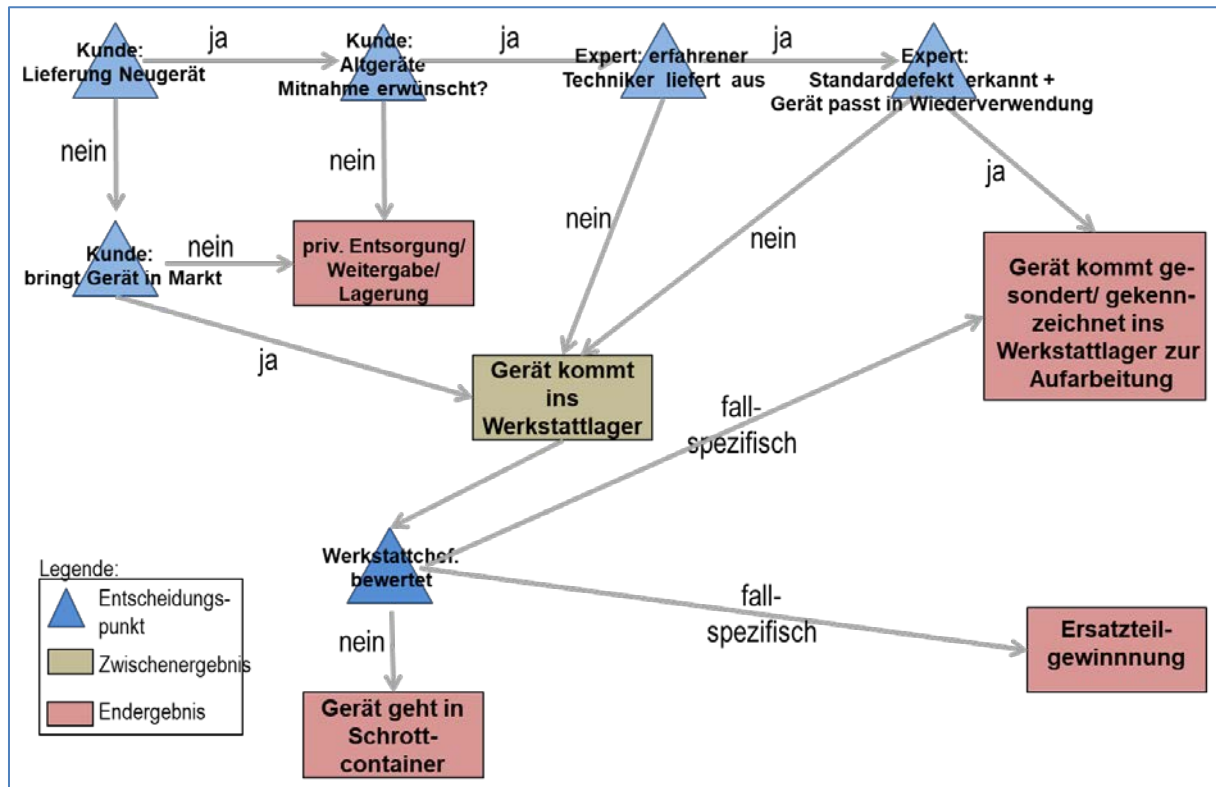 Kunde:
Lieferung Neugerät
ja
Kunde:
Altgeräte
Mitnahme erwünscht?
ja
Expert: erfahrener
Techniker liefert aus
ja
Expert:
Standarddefekt erkannt +
Gerät passt in Wiederverwendung
nein
nein
nein
nein
ja
Kunde:
bringt Gerät in Markt
nein
priv. Entsorgung/
Weitergabe/
Lagerung
Gerät kommt ge-
sondert/ gekenn-
zeichnet ins
Werkstattlager zur
Aufarbeitung
ja
Gerät kommt
ins
Werkstattlager
fall-
spezifisch
Werkstattchef:
bewertet
nein
fall-
spezifisch
Ersatzteil-
gewinnnung
Gerät geht in
Schrott-
container
Legende:
Entscheidungs-
punkt
Zwischenergebnis
Endergebnis